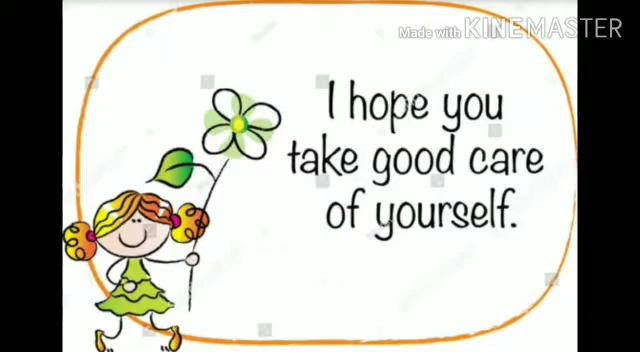 Made with KINEMASTER
I hope you
take good care
of yourself.